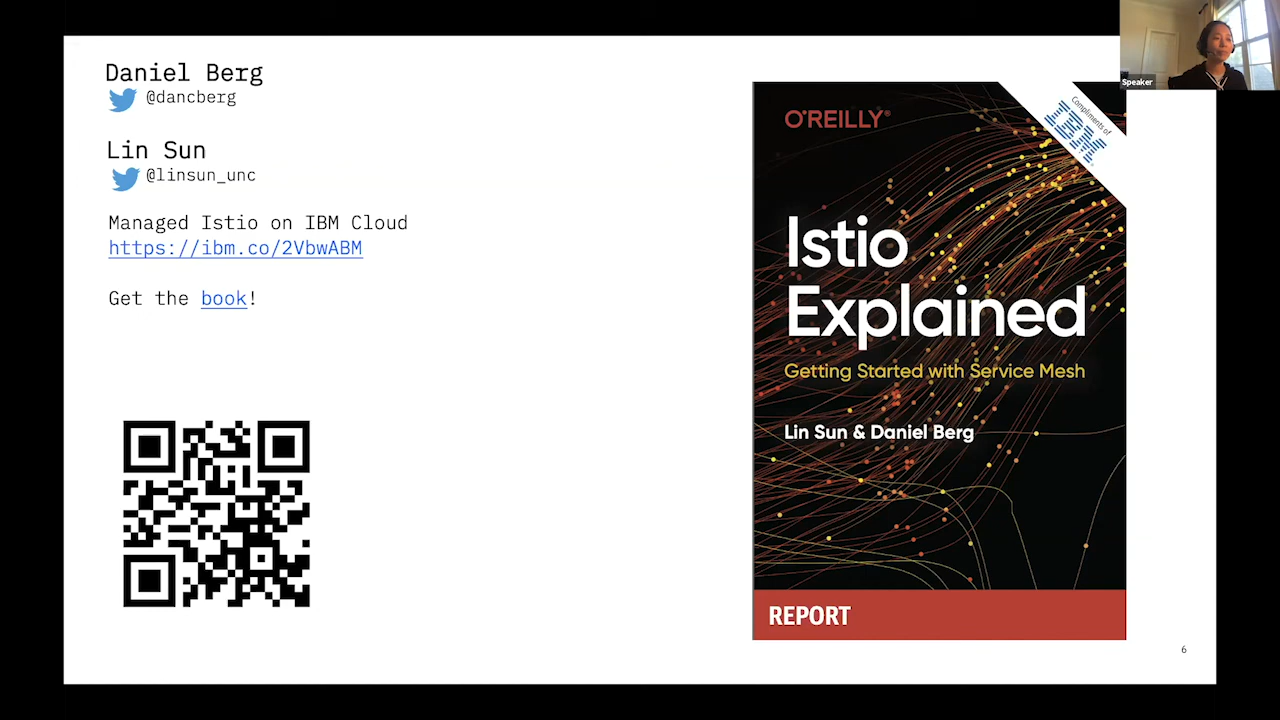 Daniel Berg
@dancberg
Lin Sun
@linsun_unc
Managed Istio on IBM Cloud
https://ibm.co/2VbwABM
Get the book!
O'REILLY®
Compliments of
IBM
Istio
Explained
Getting Started with Service Mesh
Lin Sun & Daniel Berg
REPORT
6
Speaker